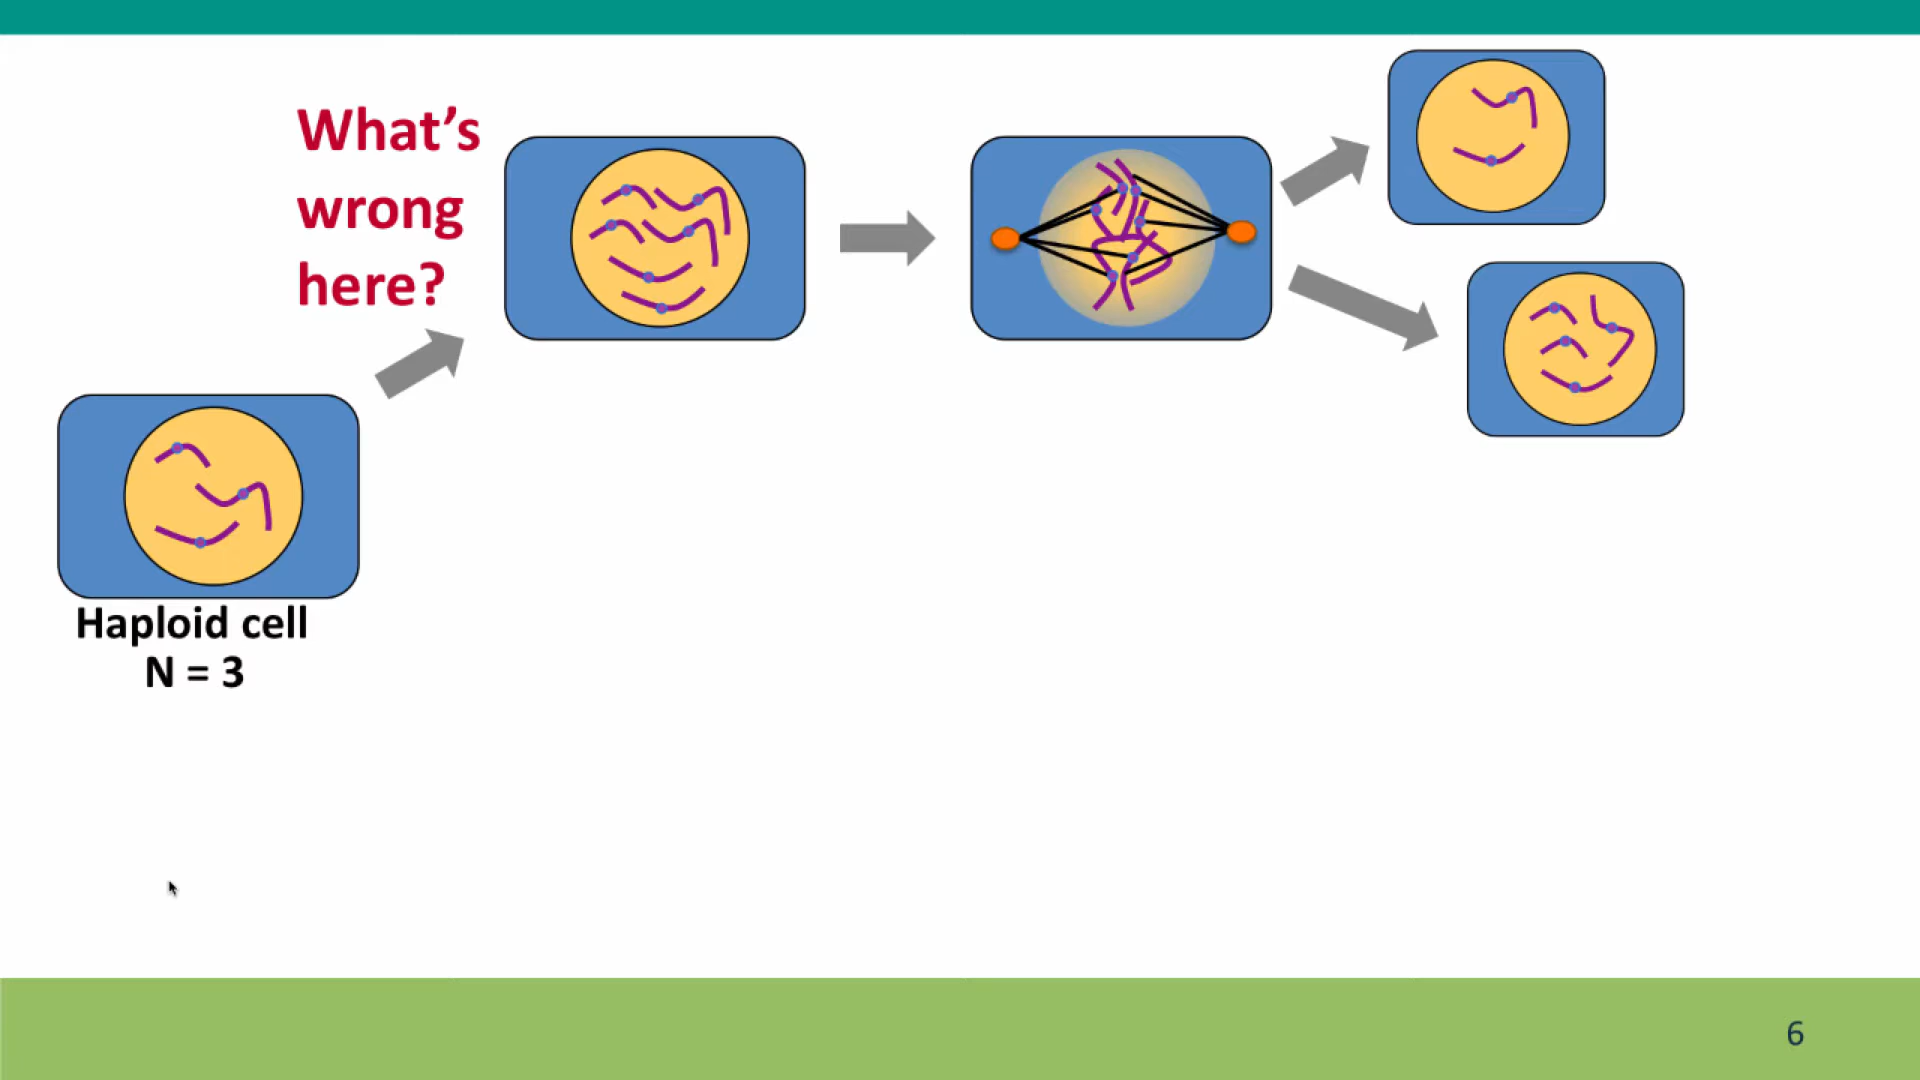 What’s
wrong
here?
Haploid cell
N = 3
6